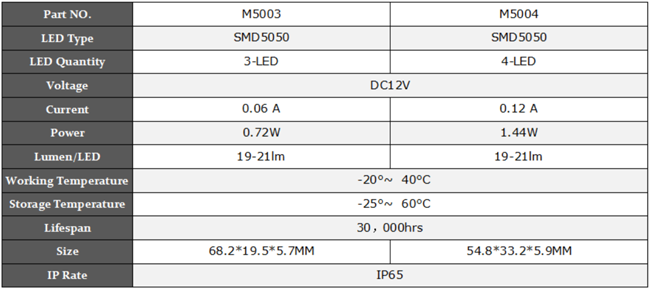 Part NO. M5003 M5004
LED Type SMD5050 SMD5050
LED Quantity 3-LED 4-LED
Voltage DC12V
Current 0.06 A 0.12 A
Power 0.72W 1.44W
Lumen/LED 19-21lm 19-21lm
Working Temperature -20°~ 40°C
Storage Temperature -25°~ 60°C
Lifespan 30，000hrs
Size 68.2*19.5*5.7MM 54.8*33.2*5.9MM
IP Rate IP65